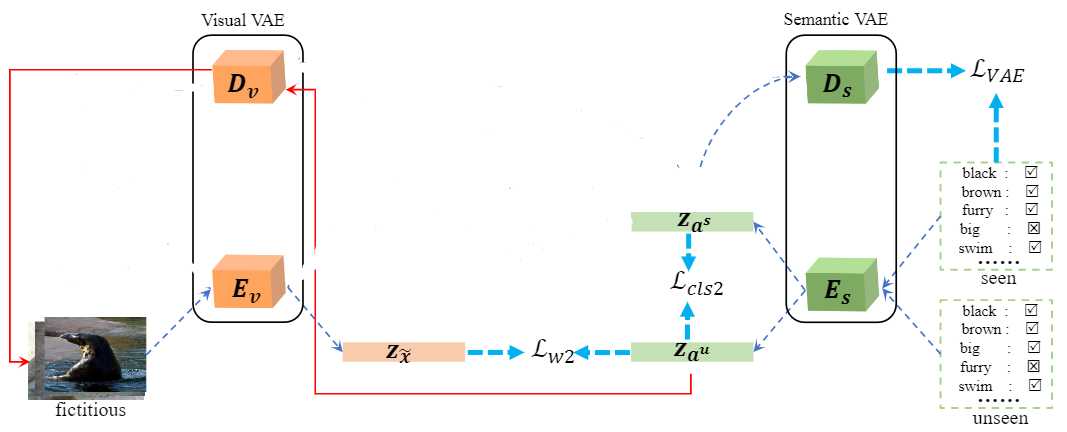 Visual VAE
Semantic VAE
D_v
D_s
ℒ_VAE
black : ☑
brown : ☑
furry : ☑
big : ☒
swim : ☑
······
seen
z_{a^s}
E_v
E_s
ℒ_cls2
black : ☑
brown : ☑
big : ☑
furry : ☒
swim : ☑
······
unseen
z_x̃
ℒ_w2
z_{a^u}
fictitious